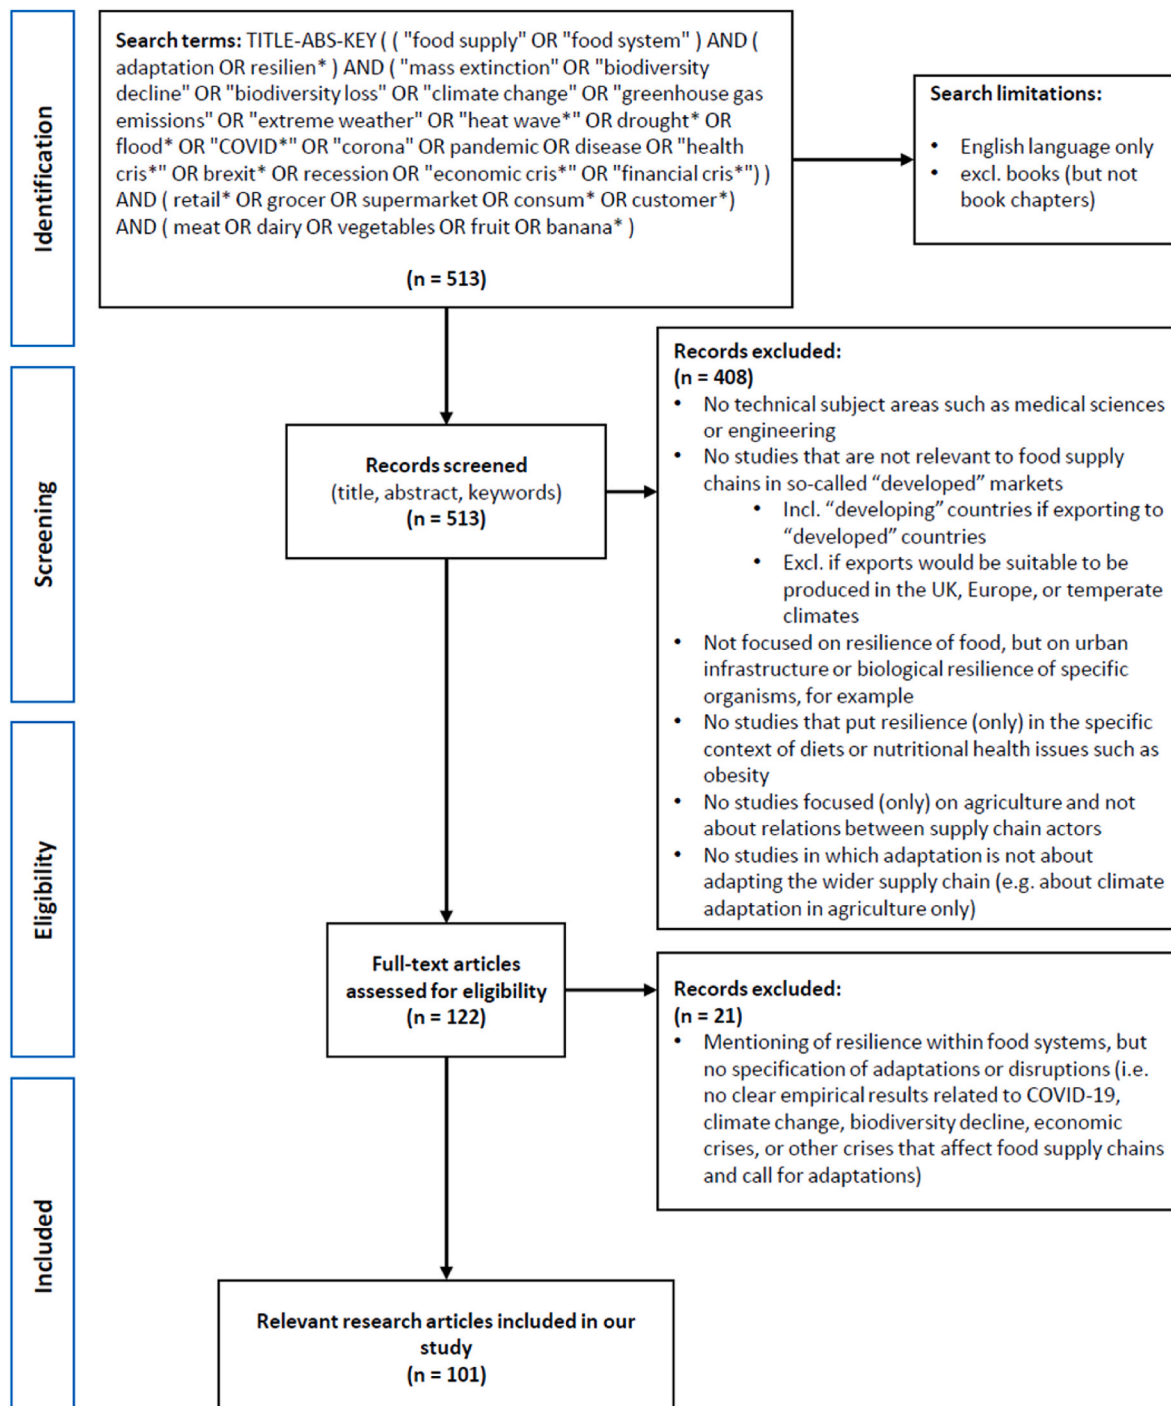 Identification
Search terms: TITLE-ABS-KEY ( ( "food supply" OR "food system" ) AND (
adaptation OR resilien* ) AND ( "mass extinction" OR "biodiversity
decline" OR "biodiversity loss" OR "climate change" OR "greenhouse gas
emissions" OR "extreme weather" OR "heat wave*" OR drought* OR
flood* OR "COVID*" OR "corona" OR pandemic OR disease OR "health
cris*" OR brexit* OR recession OR "economic cris*" OR "financial cris*") )
AND ( retail* OR grocer OR supermarket OR consum* OR customer*)
AND ( meat OR dairy OR vegetables OR fruit OR banana* )
(n = 513)
Search limitations:
• English language only
• excl. books (but not
book chapters)
Screening
Records screened
(title, abstract, keywords)
(n = 513)
Records excluded:
(n = 408)
• No technical subject areas such as medical sciences
or engineering
• No studies that are not relevant to food supply
chains in so-called “developed” markets
• Incl. “developing” countries if exporting to
“developed” countries
• Excl. if exports would be suitable to be
produced in the UK, Europe, or temperate
climates
• Not focused on resilience of food, but on urban
infrastructure or biological resilience of specific
organisms, for example
• No studies that put resilience (only) in the specific
context of diets or nutritional health issues such as
obesity
• No studies focused (only) on agriculture and not
about relations between supply chain actors
• No studies in which adaptation is not about
adapting the wider supply chain (e.g. about climate
adaptation in agriculture only)
Eligibility
Full-text articles
assessed for eligibility
(n = 122)
Records excluded:
(n = 21)
• Mentioning of resilience within food systems, but
no specification of adaptations or disruptions (i.e.
no clear empirical results related to COVID-19,
climate change, biodiversity decline, economic
crises, or other crises that affect food supply chains
and call for adaptations)
Included
Relevant research articles included in our
study
(n = 101)